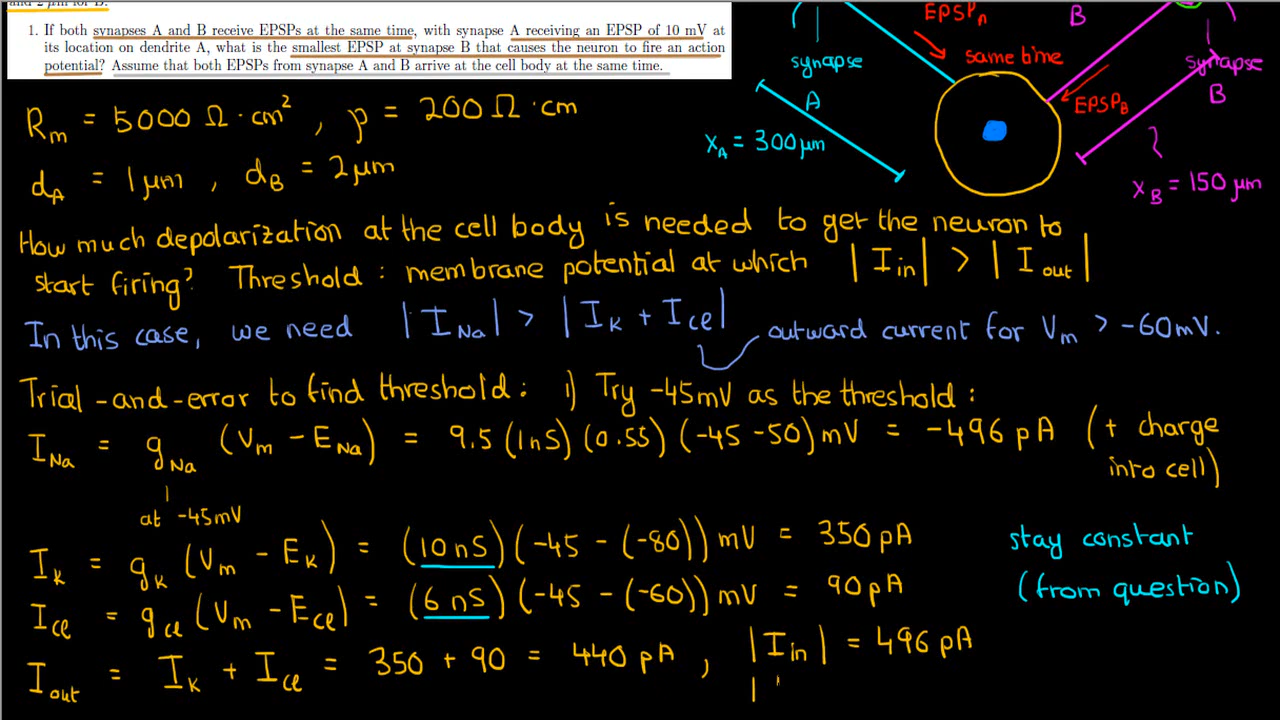 and 2 μm for B.
1. If both synapses A and B receive EPSPs at the same time, with synapse A receiving an EPSP of 10 mV at
its location on dendrite A, what is the smallest EPSP at synapse B that causes the neuron to fire an action
potential? Assume that both EPSPs from synapse A and B arrive at the cell body at the same time.
EPSP_A
B
same time
synapse
A
synapse
B
EPSP_B
x_A = 300 μm
x_B = 150 μm
R_m = 5000 Ω·cm², ρ = 200 Ω·cm
d_A = 1 μm, d_B = 2 μm
How much depolarization at the cell body is needed to get the neuron to
start firing? Threshold: membrane potential at which |I_in| > |I_out|
In this case, we need |I_Na| > |I_K + I_Cl|
outward current for V_m > -60mV.
Trial-and-error to find threshold: 1) Try -45mV as the threshold:
I_Na = g_Na (V_m - E_Na) = 9.5 (1nS) (0.55) (-45 -50) mV = -496 pA (+ charge
into cell)
at -45mV
I_K = g_K (V_m - E_K) = (10 nS) (-45 - (-80)) mV = 350 pA
stay constant
I_Cl = g_Cl (V_m - E_Cl) = (6 nS) (-45 - (-60)) mV = 90 pA
(from question)
I_out = I_K + I_Cl = 350 + 90 = 440 pA, |I_in| = 496 pA